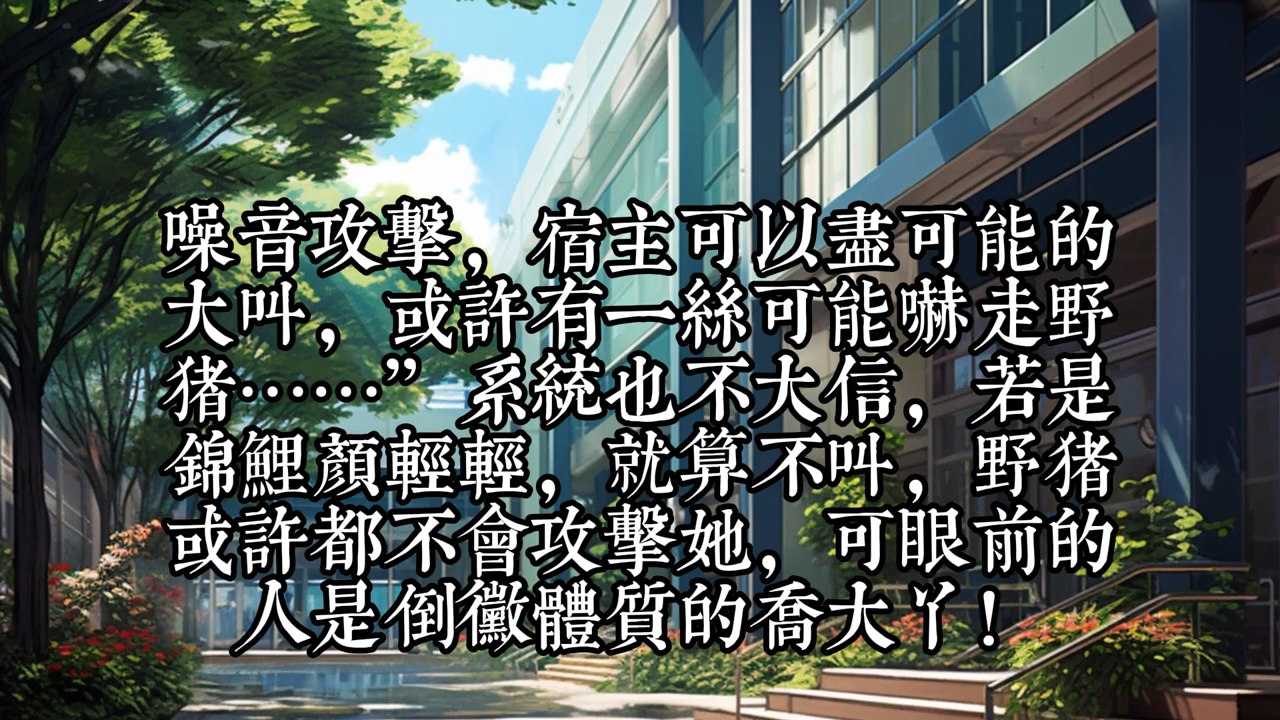 噪音攻擊，宿主可以盡可能的
大叫，或許有一絲可能嚇走野
猪……”系統也不大信，若是
錦鯉顏輕輕，就算不叫，野猪
或許都不會攻擊她，可眼前的
人是倒黴體質的喬大丫！